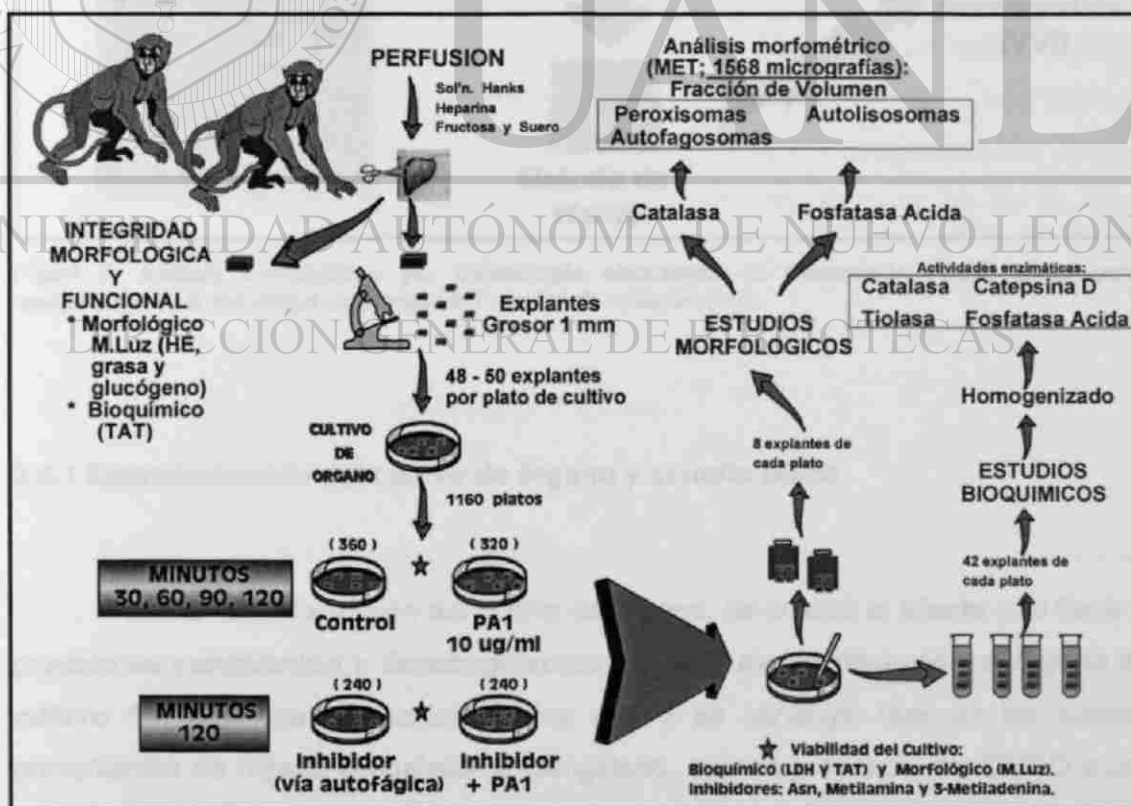 UANL
UNIVERSIDAD AUTÓNOMA DE NUEVO LEÓN
DIRECCIÓN GENERAL DE BIBLIOTECAS
PERFUSION
Sol'n. Hanks
Heparina
Fructosa y Suero
INTEGRIDAD
MORFOLOGICA
Y
FUNCIONAL
* Morfológico
M.Luz (HE,
grasa y
glucógeno)
* Bioquímico
(TAT)
Explantes
Grosor 1 mm
48 - 50 explantes
por plato de cultivo
CULTIVO
DE
ORGANO
1160 platos
MINUTOS
30, 60, 90, 120
(360)
Control
(320)
PA1
10 ug/ml
MINUTOS
120
(240)
Inhibidor
(vía autofágica)
(240)
Inhibidor
+ PA1
Análisis morfométrico
(MET; 1568 micrografías):
Fracción de Volumen
Peroxisomas Autolisosomas
Autofagosomas
Catalasa
Fosfatasa Acida
ESTUDIOS
MORFOLOGICOS
8 explantes de
cada plato
Actividades enzimáticas:
Catalasa Catepsina D
Tiolasa Fosfatasa Acida
Homogenizado
ESTUDIOS
BIOQUIMICOS
42 explantes de
cada plato
Viabilidad del Cultivo:
Bioquímico (LDH y TAT) y Morfológico (M.Luz).
Inhibidores: Asn, Metilamina y 3-Metiladenina.